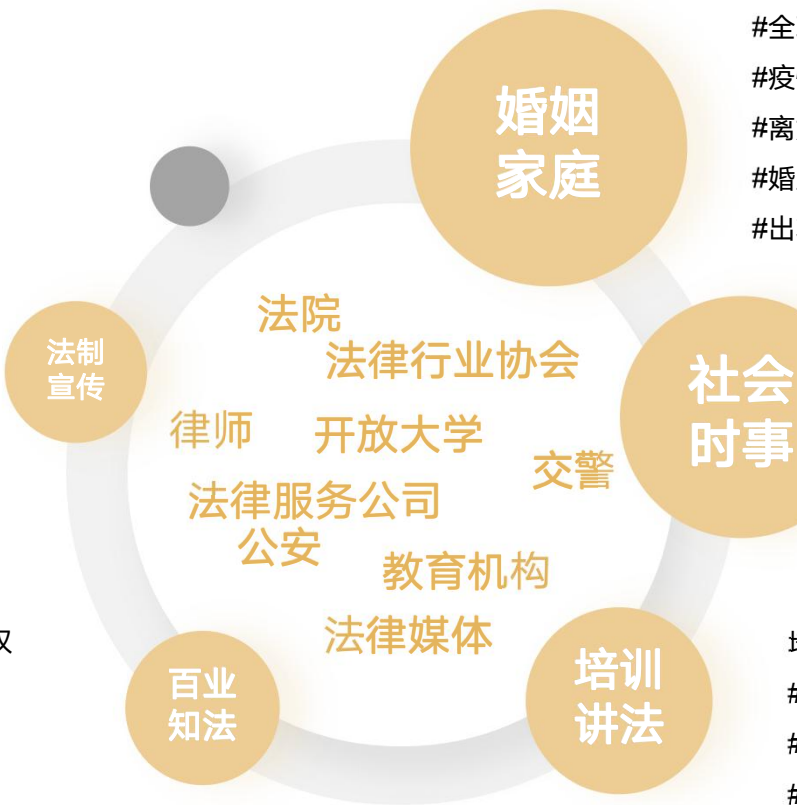 #全
#疫
#离
#婚
#出
婚姻
家庭
法制
宣传
社会
时事
法院
法律行业协会
律师
开放大学
交警
法律服务公司
公安
教育机构
法律媒体
百业
知法
培训
讲法
#
#
#